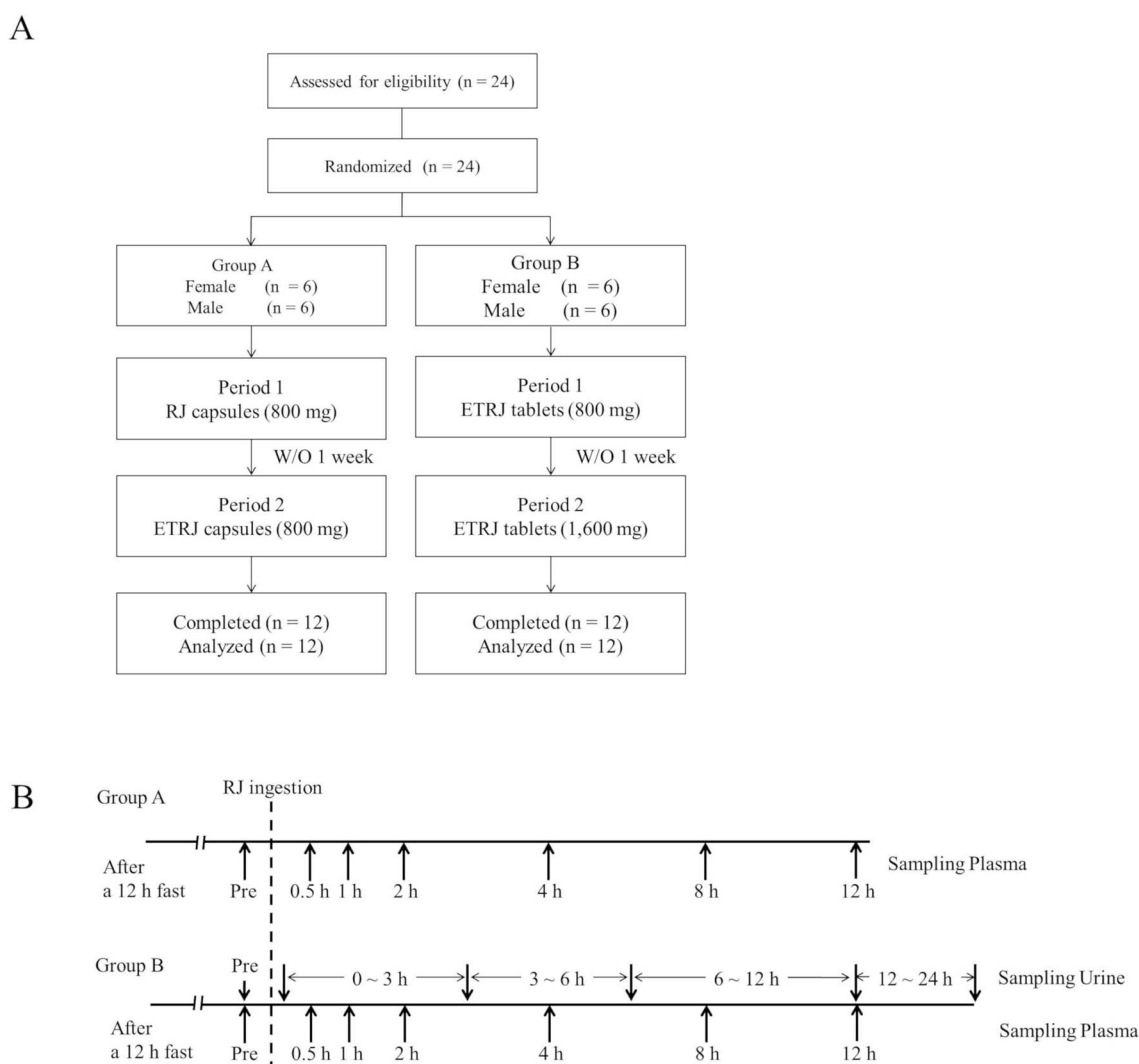 A
Assessed for eligibility (n = 24)
Randomized (n = 24)
Group A
Female (n = 6)
Male (n = 6)
Group B
Female (n = 6)
Male (n = 6)
Period 1
RJ capsules (800 mg)
Period 1
ETRJ tablets (800 mg)
W/O 1 week
W/O 1 week
Period 2
ETRJ capsules (800 mg)
Period 2
ETRJ tablets (1,600 mg)
Completed (n = 12)
Analyzed (n = 12)
Completed (n = 12)
Analyzed (n = 12)
B
Group A
RJ ingestion
After
a 12 h fast
Pre
0.5 h
1 h
2 h
4 h
8 h
12 h
Sampling Plasma
Group B
Pre
0 ~ 3 h
3 ~ 6 h
6 ~ 12 h
12 ~ 24 h
Sampling Urine
After
a 12 h fast
Pre
0.5 h
1 h
2 h
4 h
8 h
12 h
Sampling Plasma